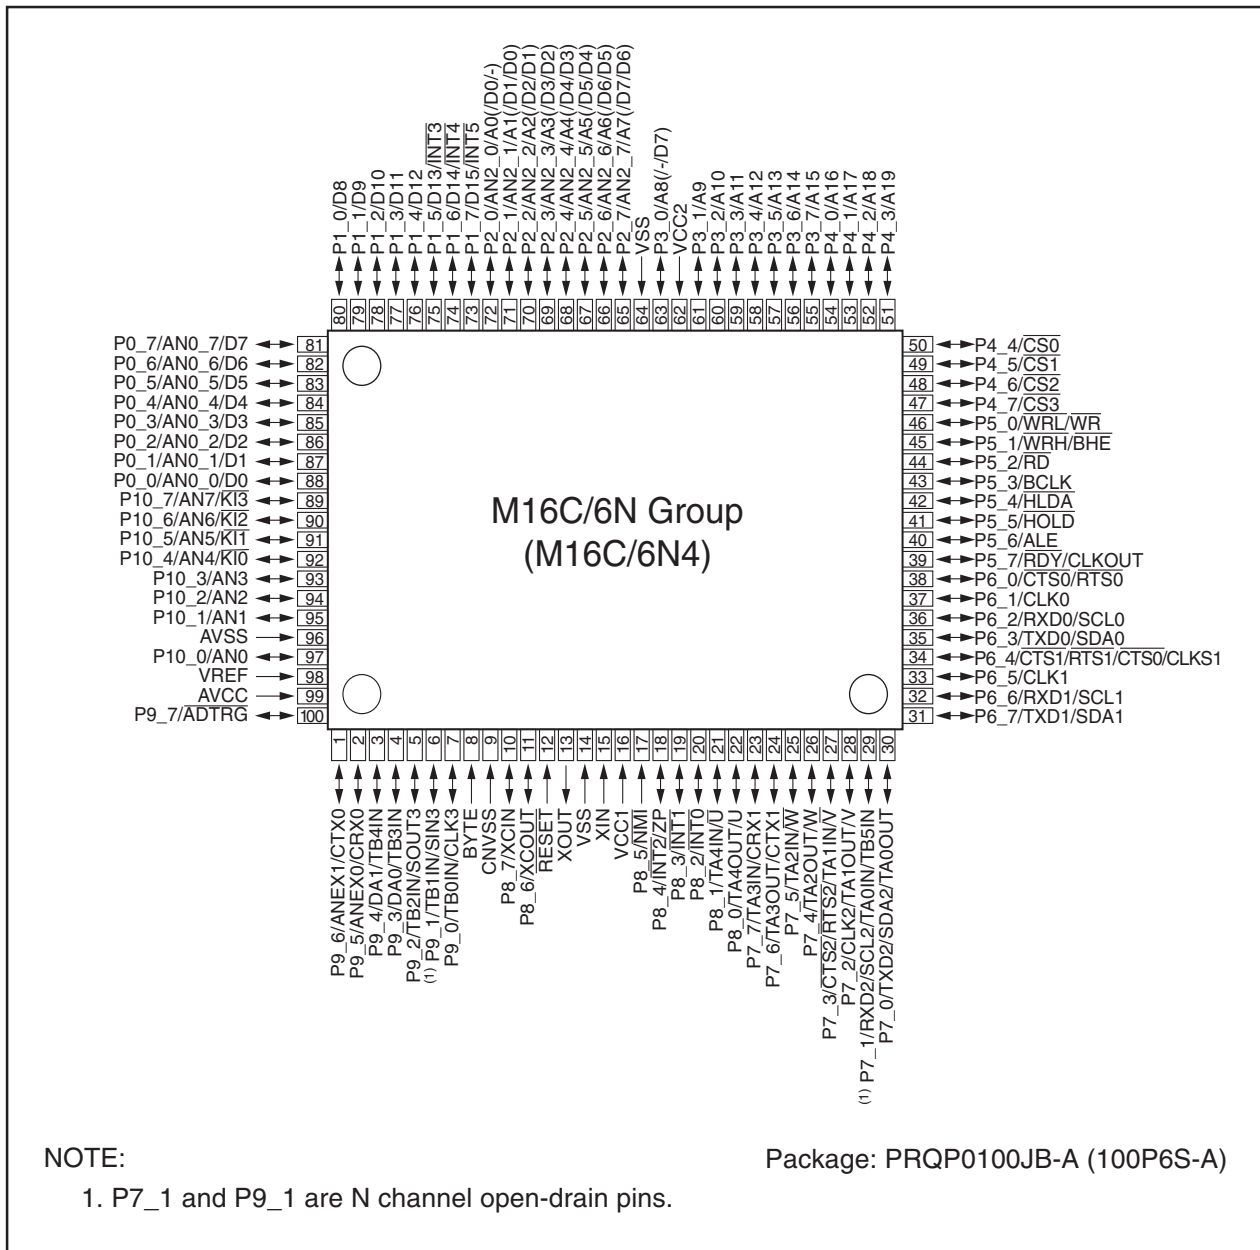 P1_0/D8
P1_1/D9
P1_2/D10
P1_3/D11
P1_4/D12
P1_5/D13/INT3
P1_6/D14/INT4
P1_7/D15/INT5
P2_0/AN2_0/A0(/D0/-)
P2_1/AN2_1/A1(/D1/D0)
P2_2/AN2_2/A2(/D2/D1)
P2_3/AN2_3/A3(/D3/D2)
P2_4/AN2_4/A4(/D4/D3)
P2_5/AN2_5/A5(/D5/D4)
P2_6/AN2_6/A6(/D6/D5)
P2_7/AN2_7/A7(/D7/D6)
VSS
P3_0/A8(/-/D7)
VCC2
P3_1/A9
P3_2/A10
P3_3/A11
P3_4/A12
P3_5/A13
P3_6/A14
P3_7/A15
P4_0/A16
P4_1/A17
P4_2/A18
P4_3/A19
80 79 78 77 76 75 74 73 72 71 70 69 68 67 66 65 64 63 62 61 60 59 58 57 56 55 54 53 52 51
P0_7/AN0_7/D7 81
P0_6/AN0_6/D6 82
P0_5/AN0_5/D5 83
P0_4/AN0_4/D4 84
P0_3/AN0_3/D3 85
P0_2/AN0_2/D2 86
P0_1/AN0_1/D1 87
P0_0/AN0_0/D0 88
P10_7/AN7/KI3 89
P10_6/AN6/KI2 90
P10_5/AN5/KI1 91
P10_4/AN4/KI0 92
P10_3/AN3 93
P10_2/AN2 94
P10_1/AN1 95
AVSS 96
P10_0/AN0 97
VREF 98
AVCC 99
P9_7/ADTRG 100
M16C/6N Group
(M16C/6N4)
50 P4_4/CS0
49 P4_5/CS1
48 P4_6/CS2
47 P4_7/CS3
46 P5_0/WRL/WR
45 P5_1/WRH/BHE
44 P5_2/RD
43 P5_3/BCLK
42 P5_4/HLDA
41 P5_5/HOLD
40 P5_6/ALE
39 P5_7/RDY/CLKOUT
38 P6_0/CTS0/RTS0
37 P6_1/CLK0
36 P6_2/RXD0/SCL0
35 P6_3/TXD0/SDA0
34 P6_4/CTS1/RTS1/CTS0/CLKS1
33 P6_5/CLK1
32 P6_6/RXD1/SCL1
31 P6_7/TXD1/SDA1
1 2 3 4 5 6 7 8 9 10 11 12 13 14 15 16 17 18 19 20 21 22 23 24 25 26 27 28 29 30
P9_6/ANEX1/CTX0
P9_5/ANEX0/CRX0
P9_4/DA1/TB4IN
P9_3/DA0/TB3IN
P9_2/TB2IN/SOUT3
(1) P9_1/TB1IN/SIN3
P9_0/TB0IN/CLK3
BYTE
CNVSS
P8_7/XCIN
P8_6/XCOUT
RESET
XOUT
VSS
XIN
VCC1
P8_5/NMI
P8_4/INT2/ZP
P8_3/INT1
P8_2/INT0
P8_1/TA4IN/U
P8_0/TA4OUT/U
P7_7/TA3IN/CRX1
P7_6/TA3OUT/CTX1
P7_5/TA2IN/W
P7_4/TA2OUT/W
P7_3/CTS2/RTS2/TA1IN/V
P7_2/CLK2/TA1OUT/V
(1) P7_1/RXD2/SCL2/TA0IN/TB5IN
P7_0/TXD2/SDA2/TA0OUT
NOTE:
1. P7_1 and P9_1 are N channel open-drain pins.
Package: PRQP0100JB-A (100P6S-A)